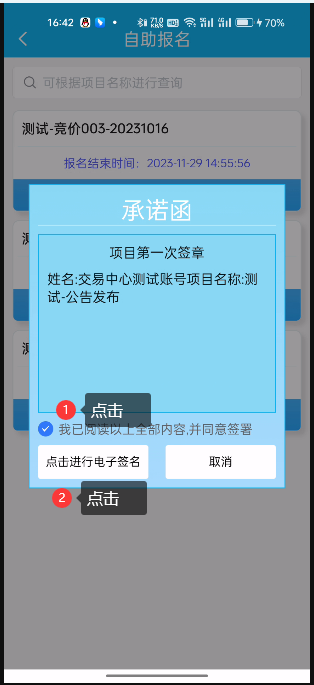 16:42
70%
自助报名
可根据项目名称进行查询
测试-竞价003-20231016
报名结束时间：2023-11-29 14:55:56
测
测
承诺函
项目第一次签章
姓名:交易中心测试账号项目名称:测
试-公告发布
1 点击
我已阅读以上全部内容,并同意签署
点击进行电子签名 取消
2 点击